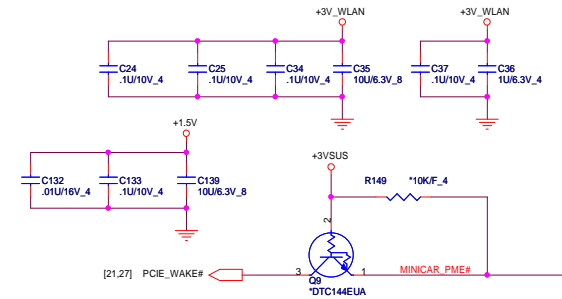 +3V_WLAN
+3V_WLAN
C24
.1U/10V_4
C25
.1U/10V_4
C34
.1U/10V_4
C35
10U/6.3V_8
C37
.1U/10V_4
C36
1U/6.3V_4
+1.5V
C132
.01U/16V_4
C133
.1U/10V_4
C139
10U/6.3V_8
+3VSUS
R149
*10K/F_4
2
[21,27] PCIE_WAKE#
3
1
MINICAR_PME#
Q9
*DTC144EUA